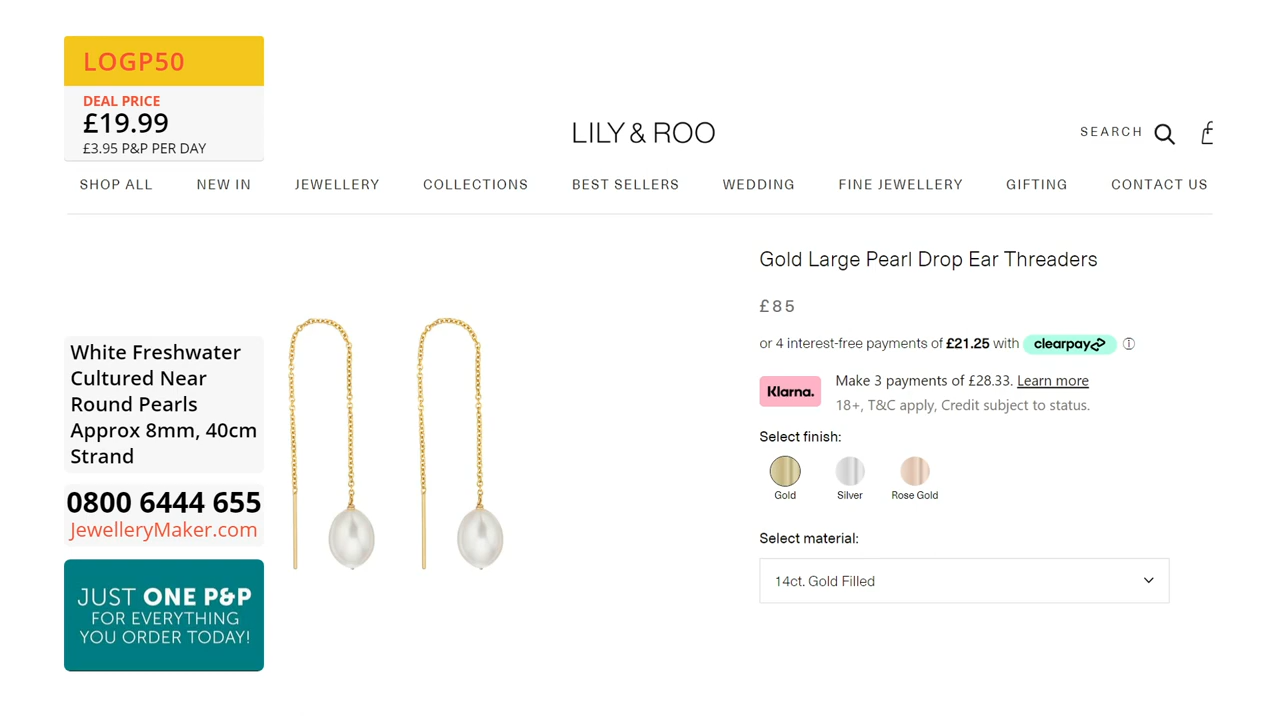 LOGP50
DEAL PRICE
£19.99
£3.95 P&P PER DAY
LILY & ROO
SEARCH
SHOP ALL NEW IN JEWELLERY COLLECTIONS BEST SELLERS WEDDING FINE JEWELLERY GIFTING CONTACT US
Gold Large Pearl Drop Ear Threaders
£85
or 4 interest-free payments of £21.25 with clearpay
Klarna.
Make 3 payments of £28.33. Learn more
18+, T&C apply, Credit subject to status.
Select finish:
Gold Silver Rose Gold
Select material:
14ct. Gold Filled
White Freshwater
Cultured Near
Round Pearls
Approx 8mm, 40cm
Strand
0800 6444 655
JewelleryMaker.com
JUST ONE P&P
FOR EVERYTHING
YOU ORDER TODAY!